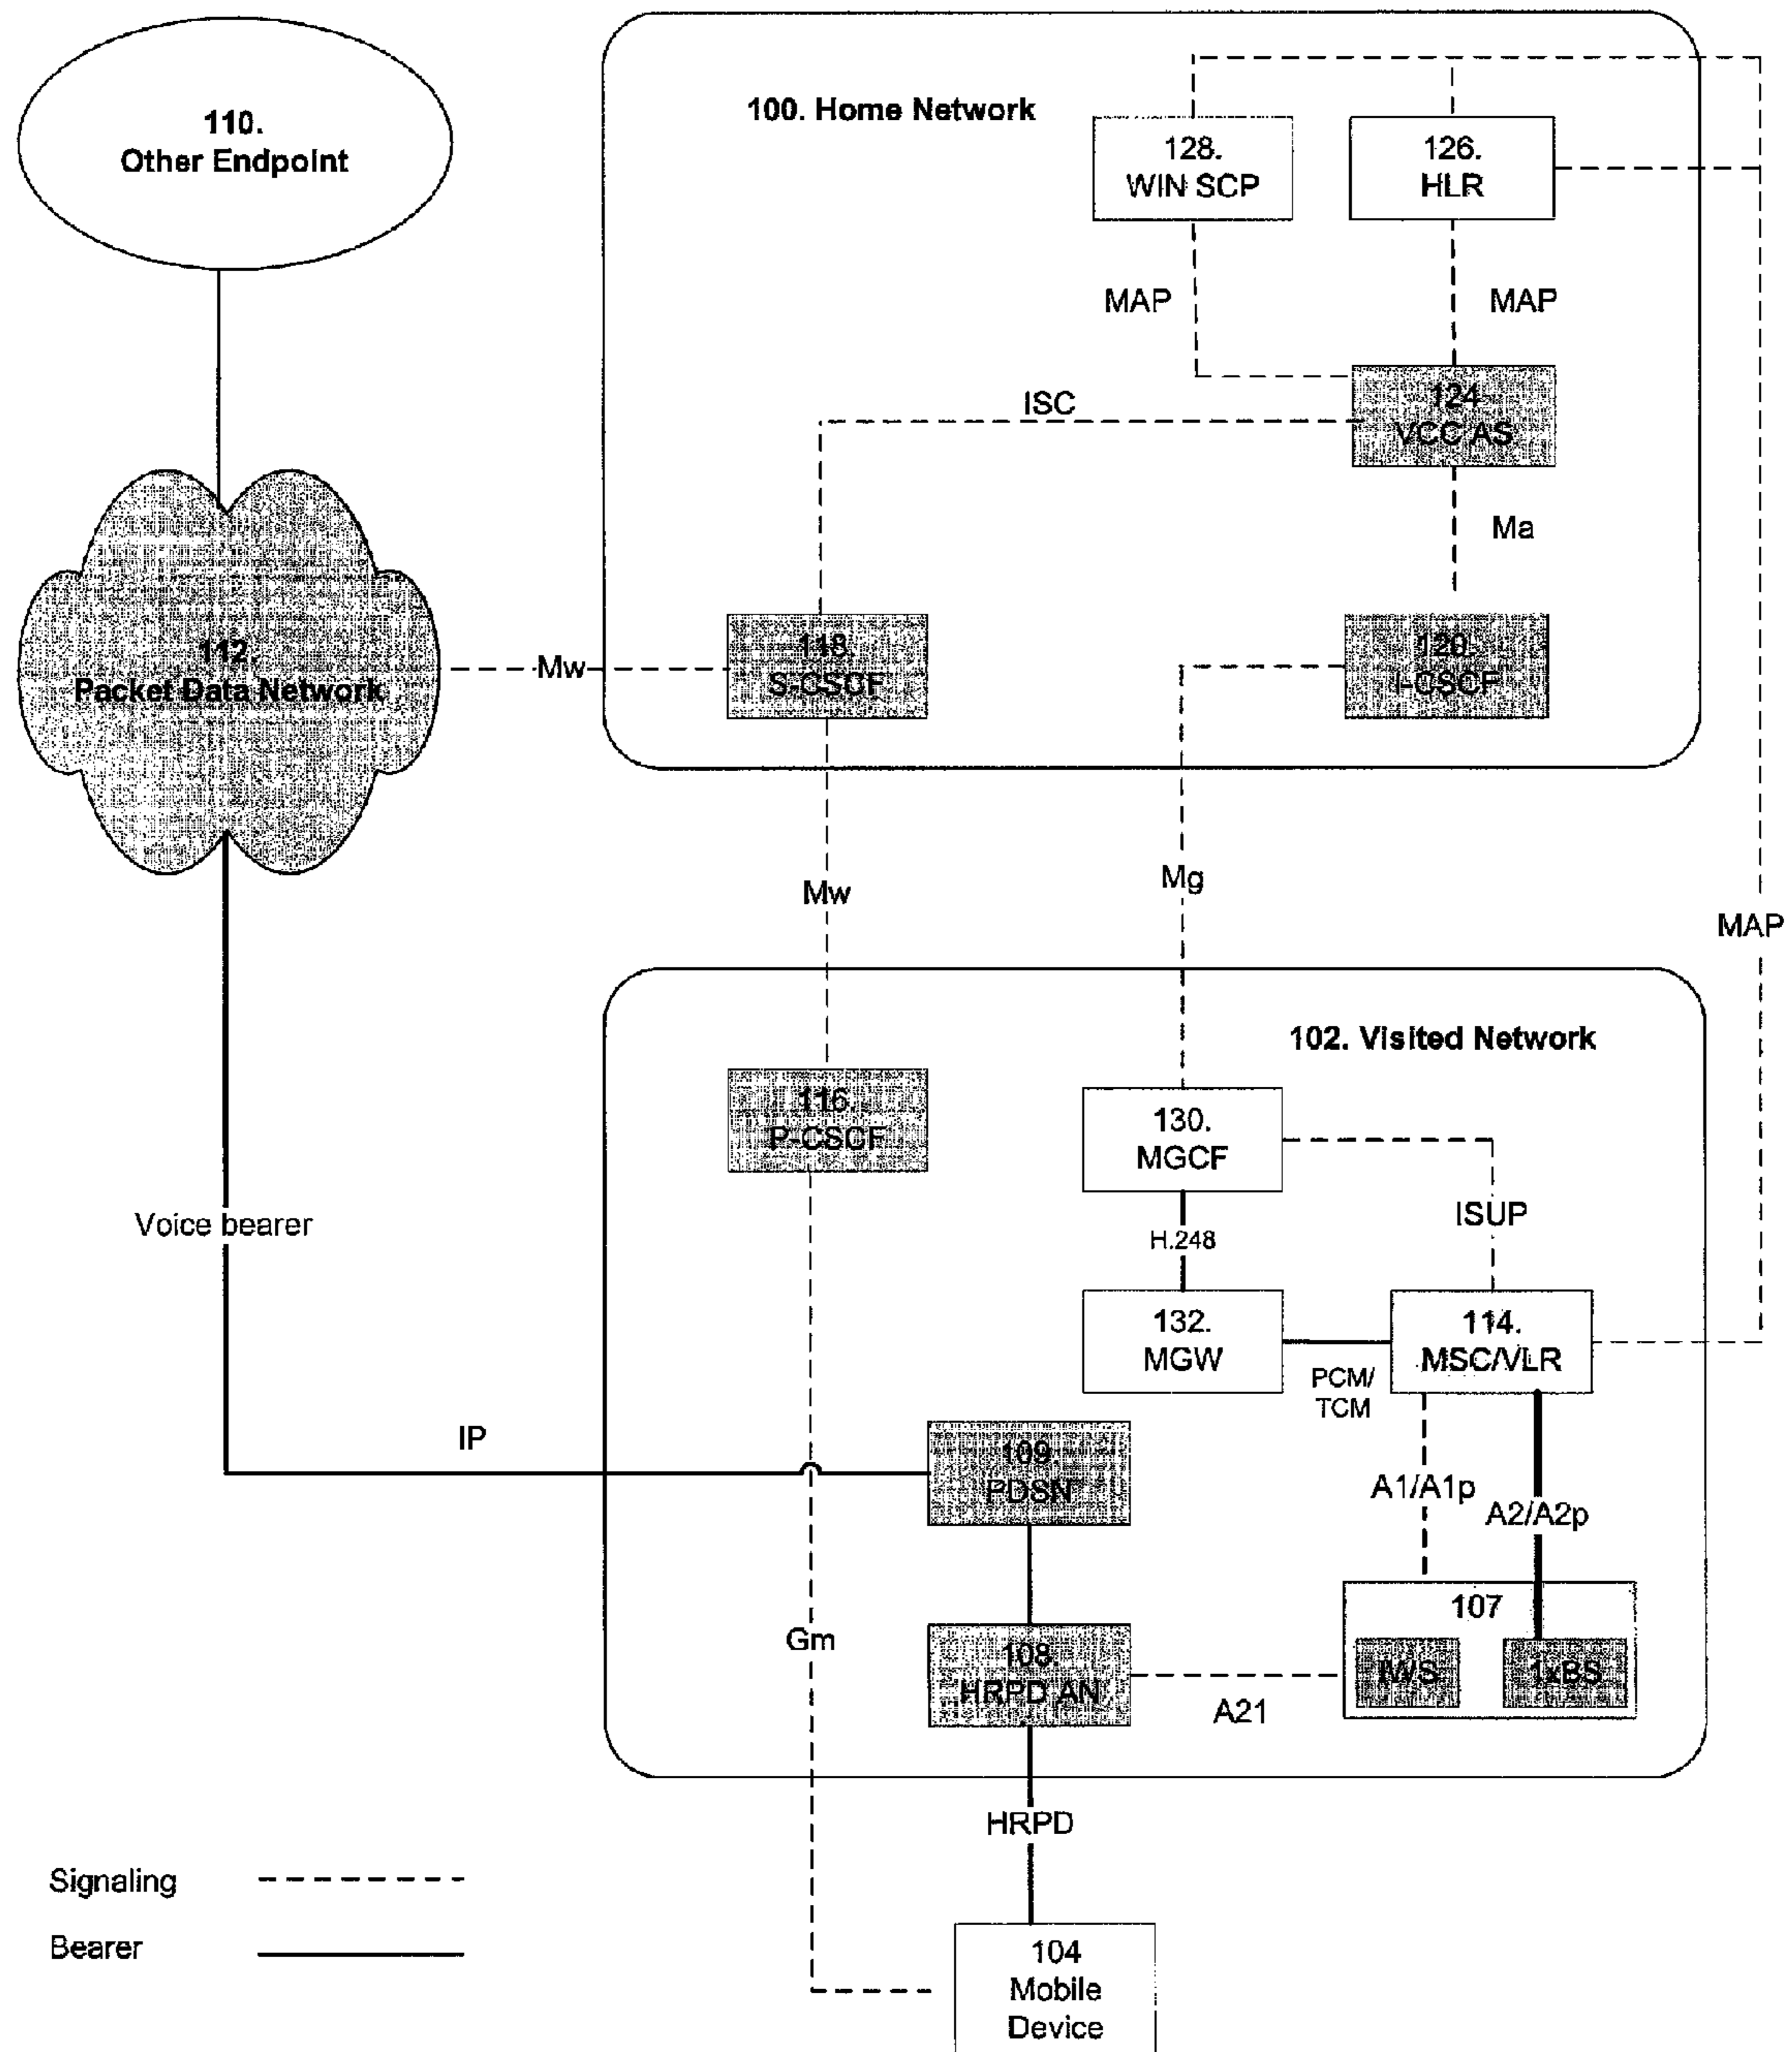 110.
Other Endpoint
100. Home Network
128.
WIN SCP
126.
HLR
MAP
MAP
124
VCC AS
ISC
Ma
112.
Packet Data Network
Mw
118.
S-CSCF
120.
I-CSCF
Mw
Mg
MAP
102. Visited Network
116.
P-CSCF
130.
MGCF
ISUP
Voice bearer
H.248
132.
MGW
114.
MSC/VLR
PCM/
TCM
IP
109.
PDSN
A1/A1p
A2/A2p
107
Gm
108.
HRPD AN
IWS
1xBS
A21
HRPD
Signaling
Bearer
104
Mobile
Device